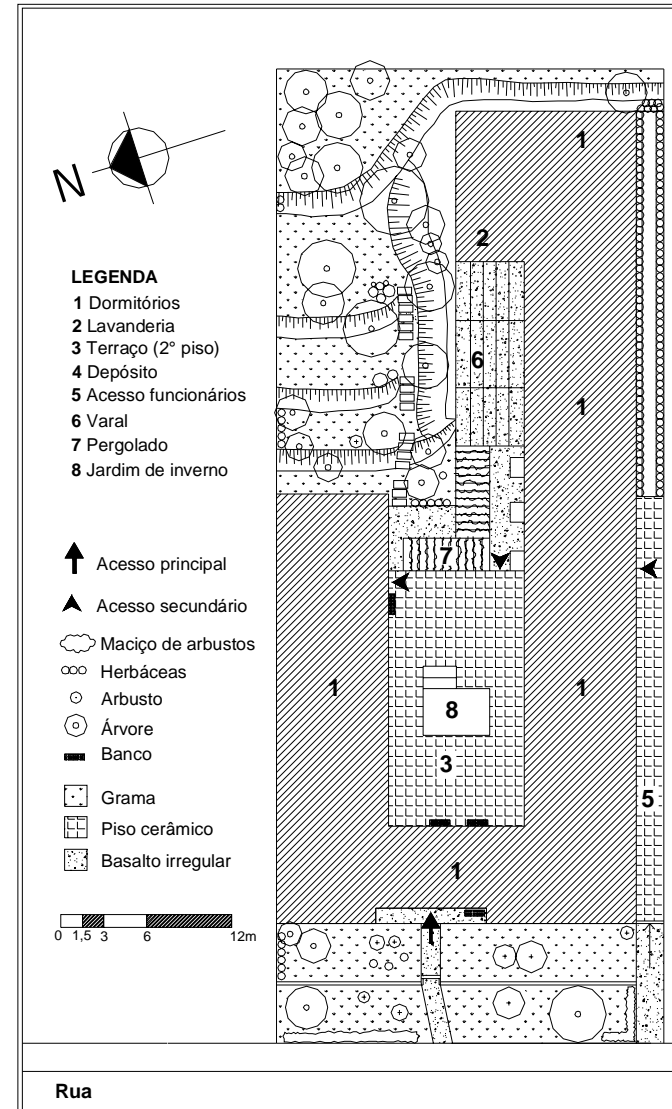 N
LEGENDA
1 Dormitórios
2 Lavanderia
3 Terraço (2° piso)
4 Depósito
5 Acesso funcionários
6 Varal
7 Pergolado
8 Jardim de inverno
Acesso principal
Acesso secundário
Maciço de arbustos
Herbáceas
Arbusto
Árvore
Banco
Grama
Piso cerâmico
Basalto irregular
0 1,5 3 6 12m
1
2
6
1
7
1
1
8
3
5
1
Rua